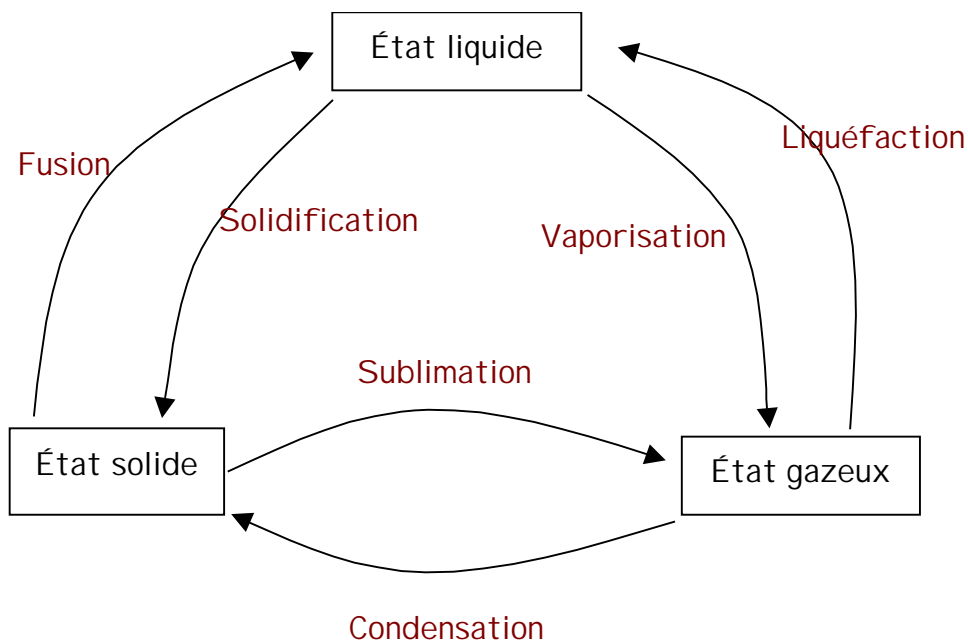 État liquide
Fusion
Liquéfaction
Solidification
Vaporisation
Sublimation
État solide
État gazeux
Condensation